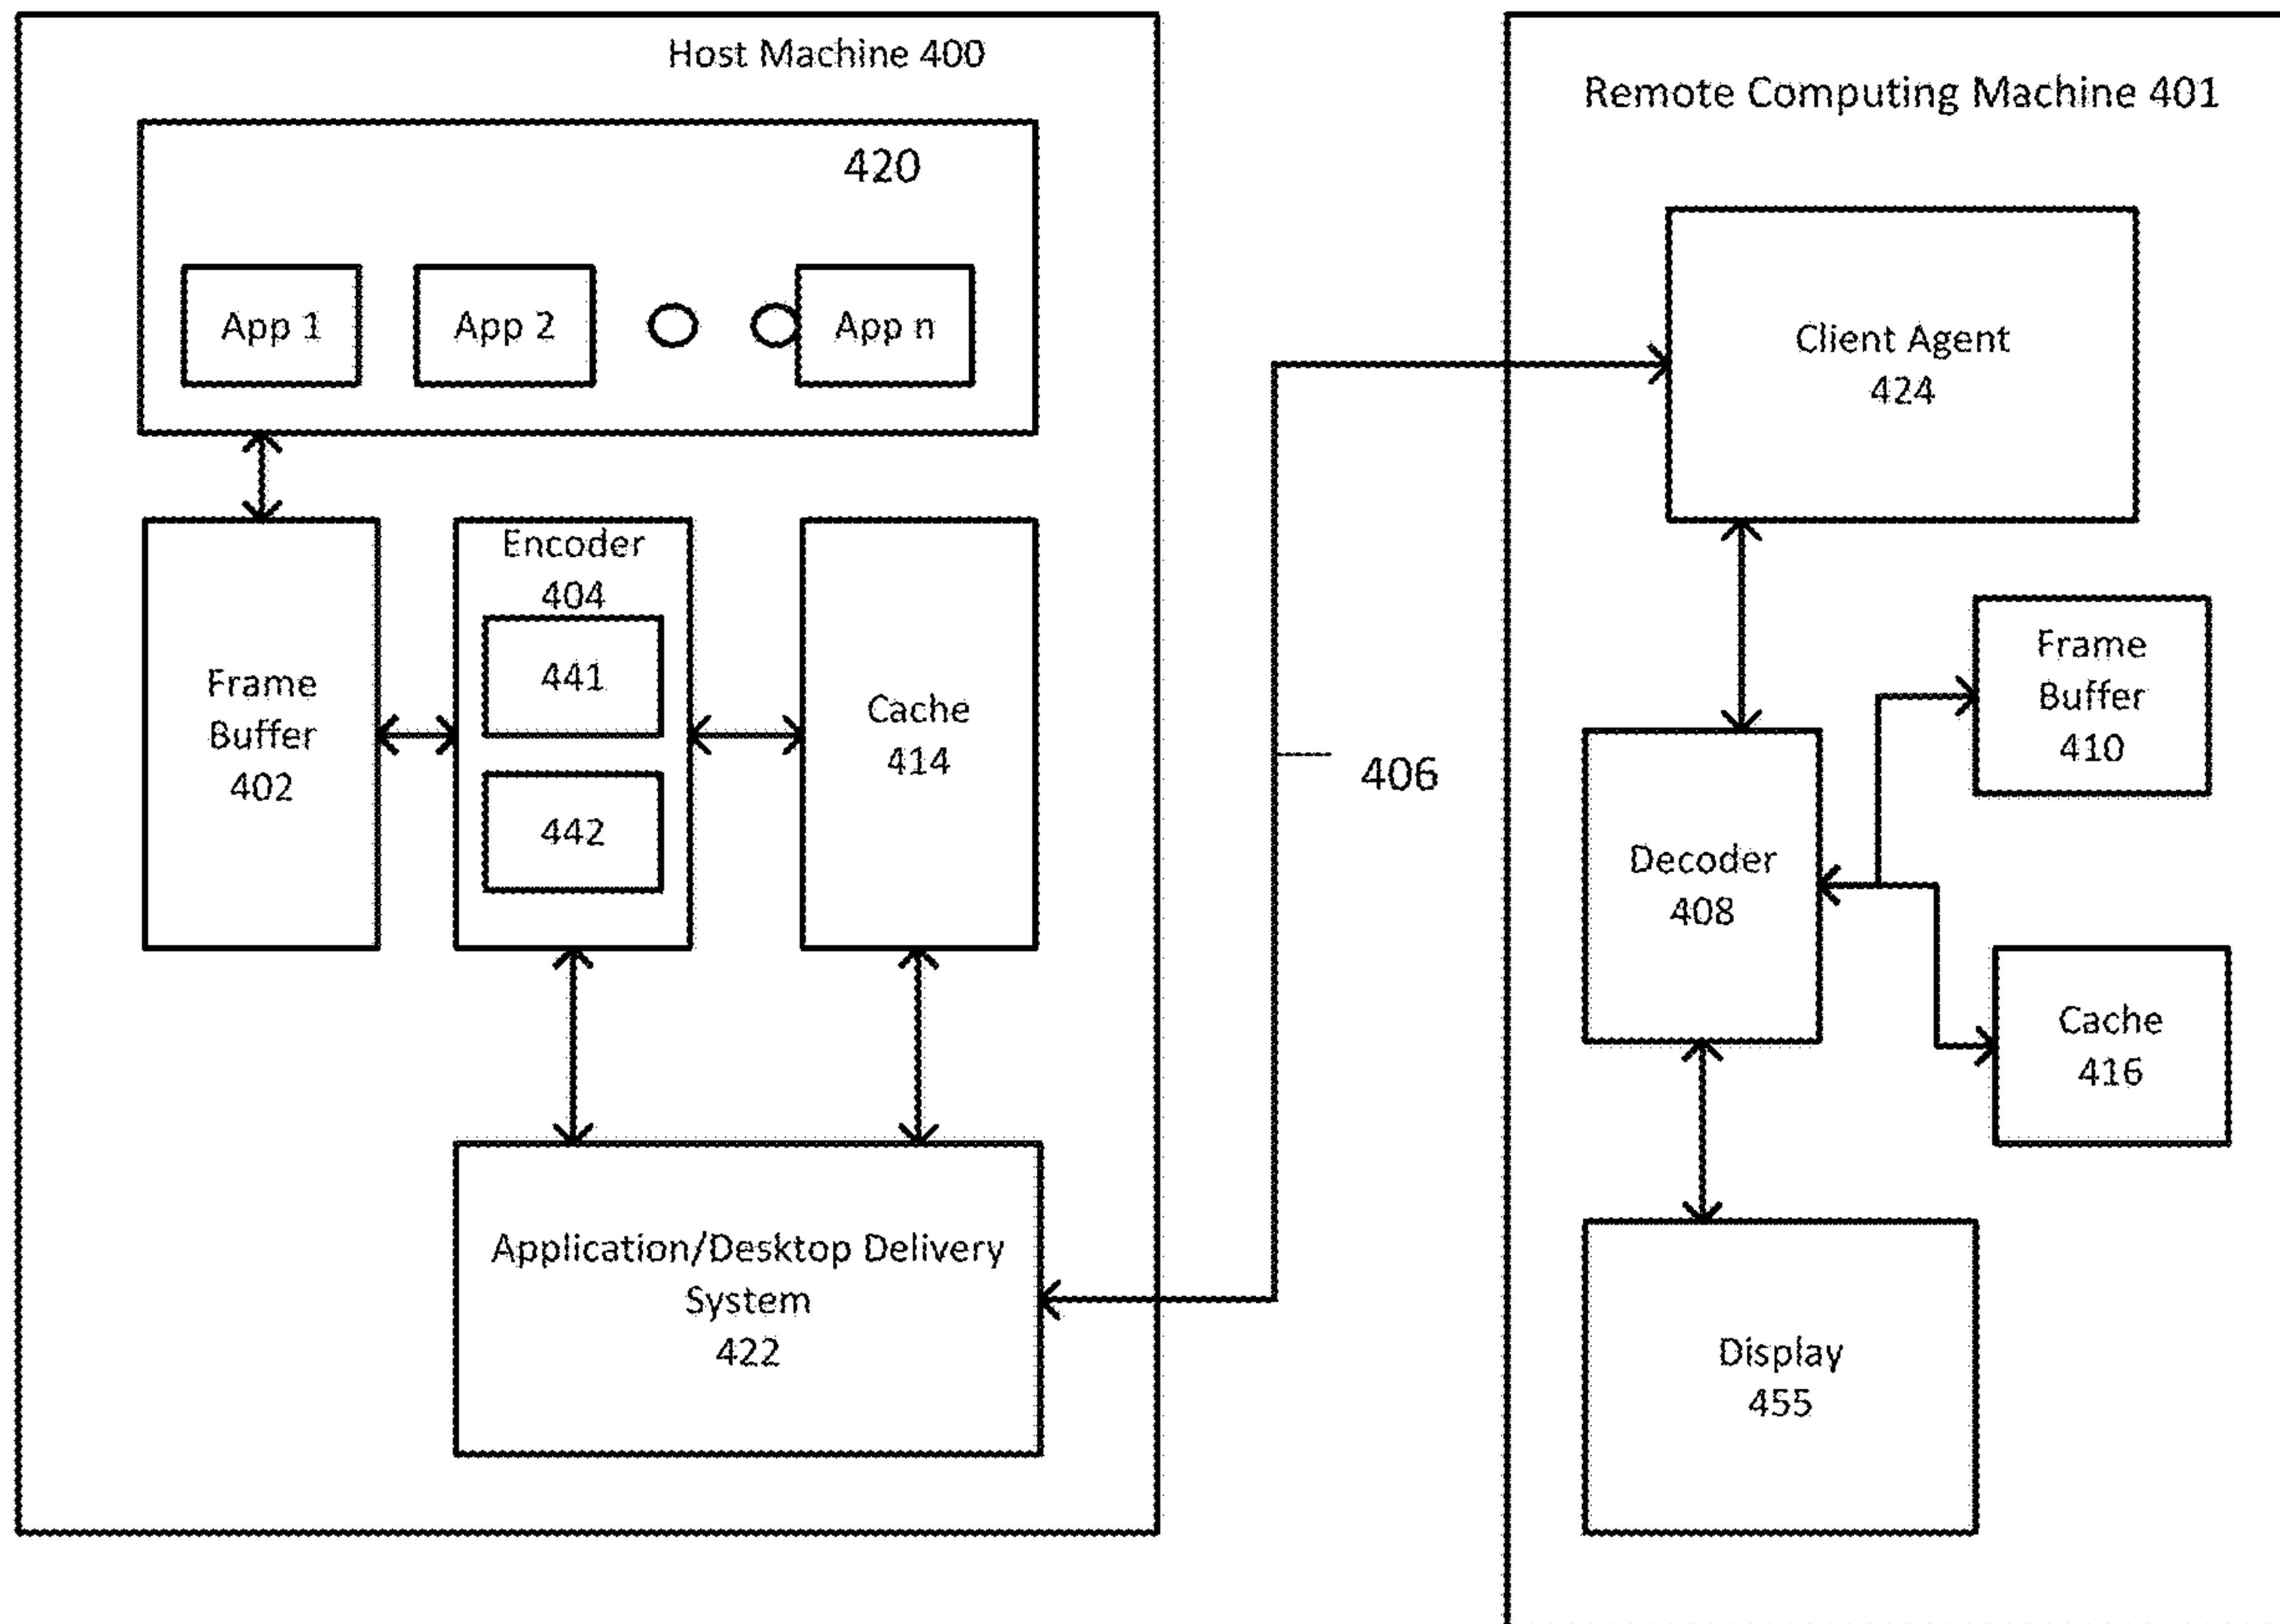 Host Machine 400
420
App 1
App 2
App n
Frame
Buffer
402
Encoder
404
441
442
Cache
414
Application/Desktop Delivery
System
422
406
Remote Computing Machine 401
Client Agent
424
Frame
Buffer
410
Decoder
408
Cache
416
Display
455